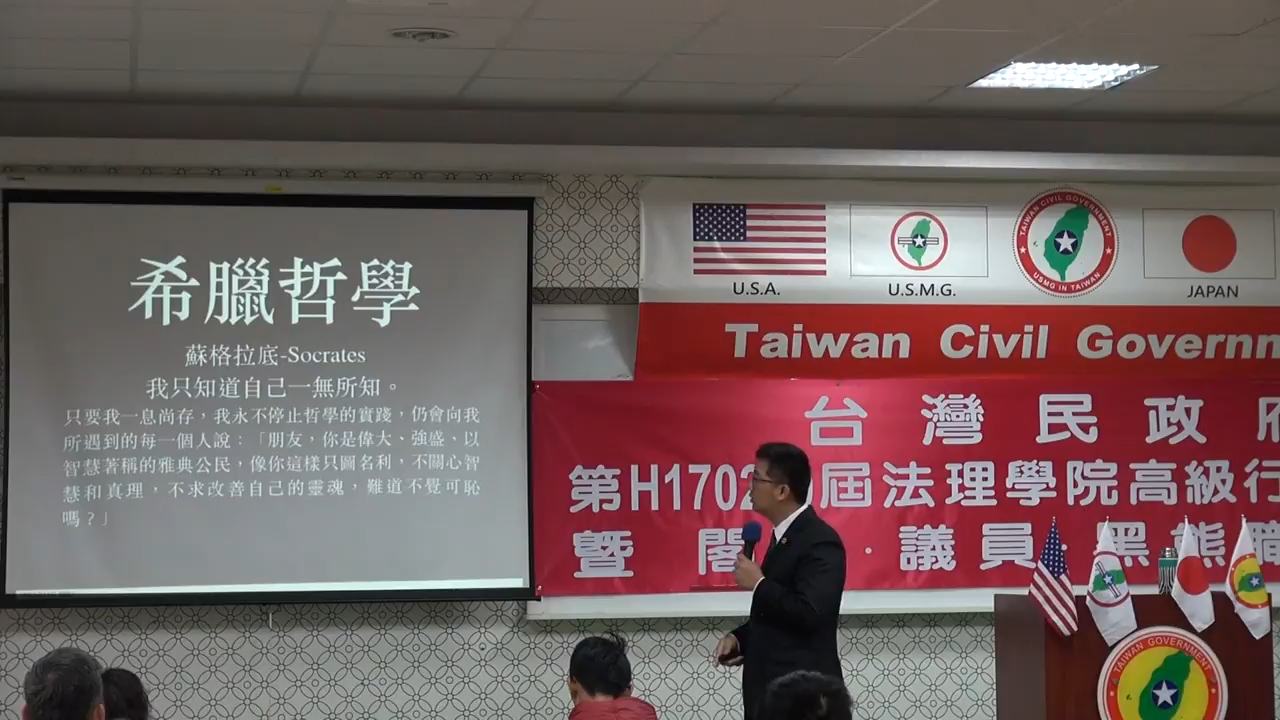 希臘哲學
蘇格拉底-Socrates
我只知道自己一無所知。
只要我一息尚存，我永不停止哲學的實踐，仍會向我
所遇到的每一個人說：「朋友，你是偉大、強盛、以
智慧著稱的雅典公民，像你這樣只圖名利，不關心智
慧和真理，不求改善自己的靈魂，難道不覺可恥
嗎？」
U.S.A.
U.S.M.G.
TAIWAN CIVIL GOVERNMENT
USMG IN TAIWAN
JAPAN
Taiwan Civil Governm
台灣民政府
第H1702 屆法理學院高級行
暨 閣 · 議員 · 黑熊職
TAIWAN GOVERNMENT